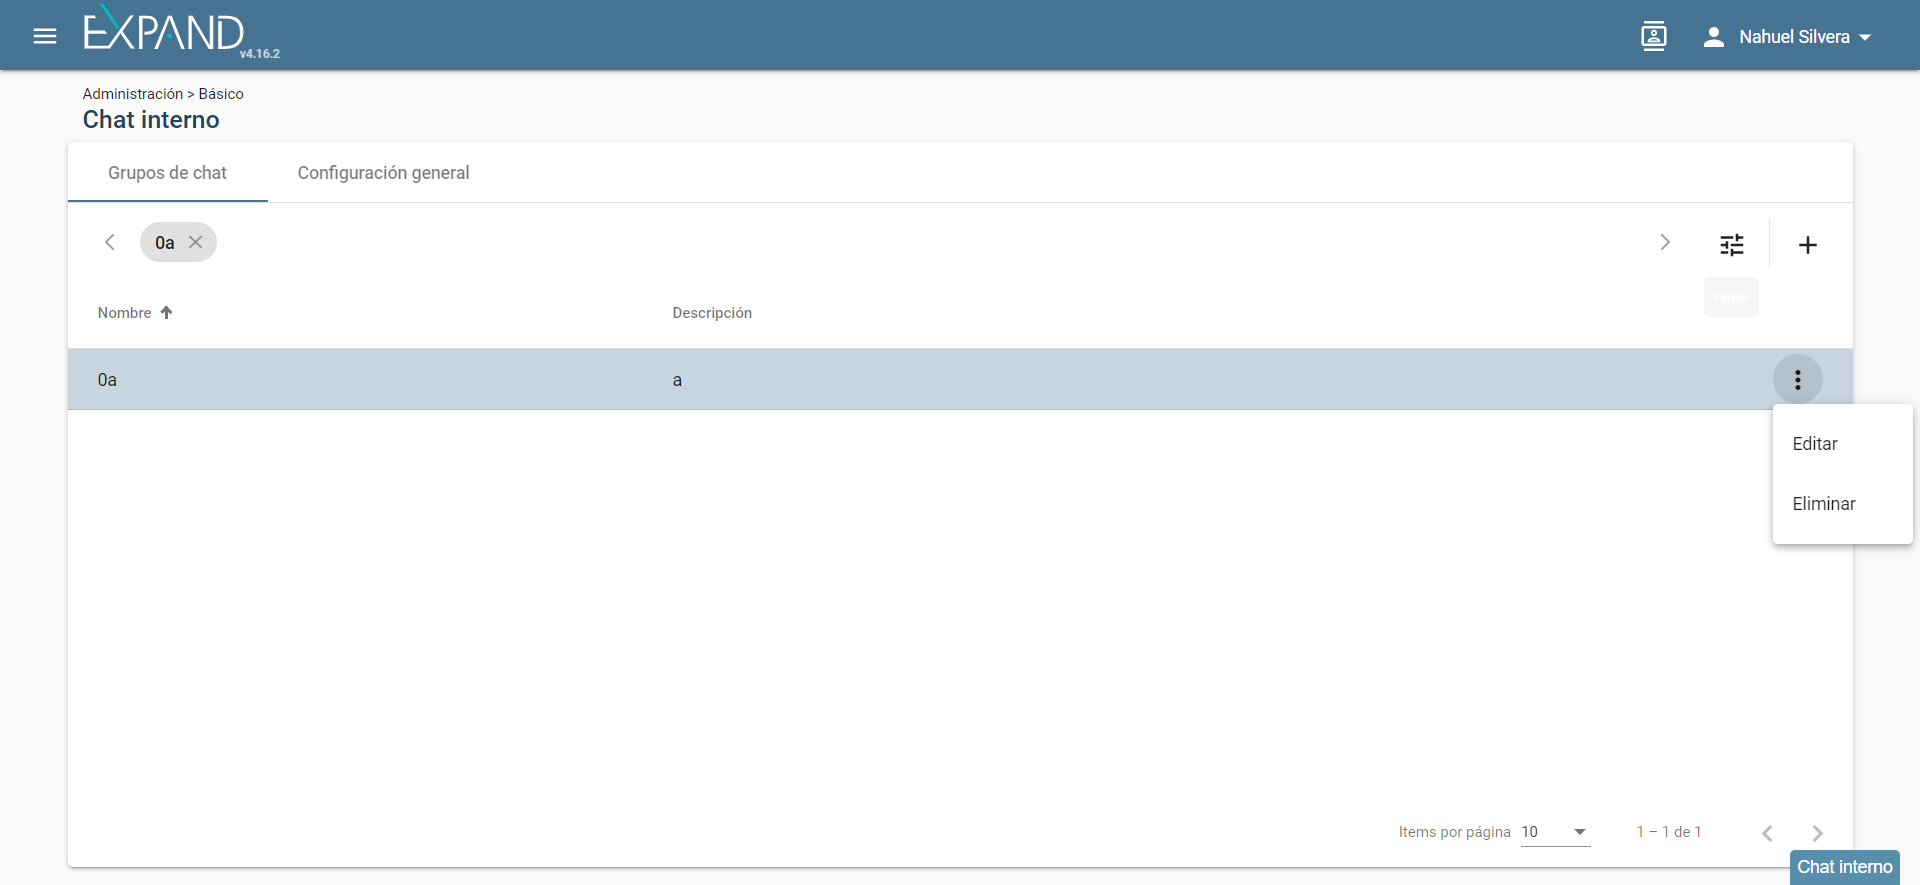 EXPAND
v4.16.2
Nahuel Silvera
Administración > Básico
Chat interno
Grupos de chat
Configuración general
0a
Filtros
Nombre
Descripción
0a
a
Editar
Eliminar
Items por página
10
1 – 1 de 1
Chat interno